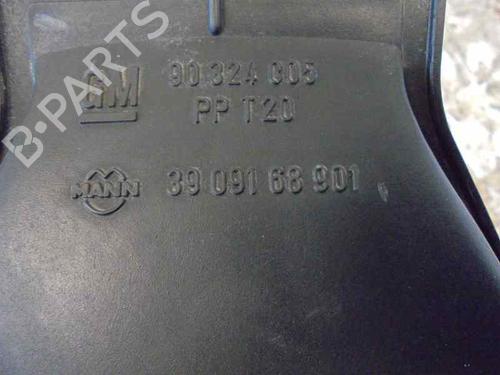 B-PARTS
GM 90 324 005
PP T20
MANN 39 091 68 901